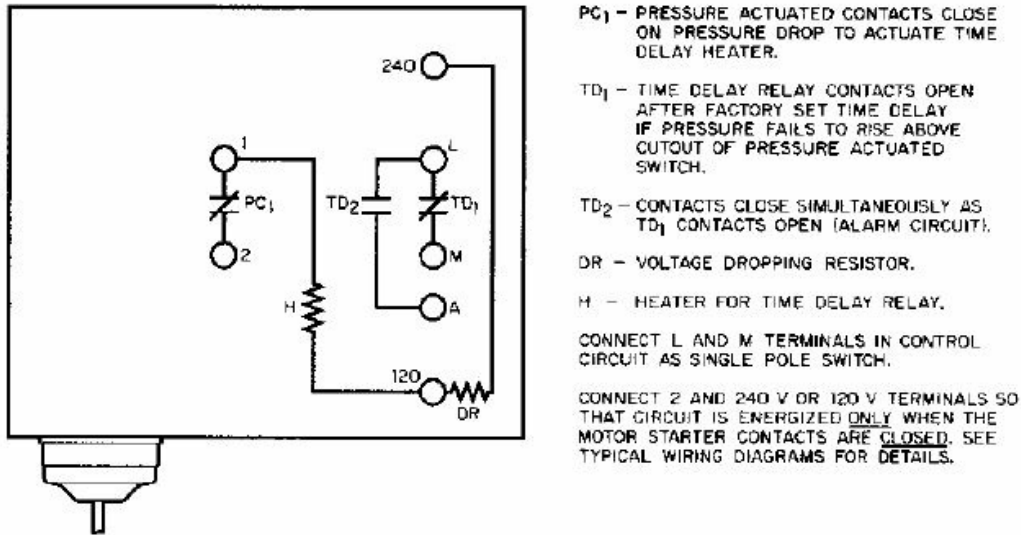 240
1
L
PC1
TD2
TD1
2
M
H
A
120
DR
PC1 – PRESSURE ACTUATED CONTACTS CLOSE
ON PRESSURE DROP TO ACTUATE TIME
DELAY HEATER.
TD1 – TIME DELAY RELAY CONTACTS OPEN
AFTER FACTORY SET TIME DELAY
IF PRESSURE FAILS TO RISE ABOVE
CUTOUT OF PRESSURE ACTUATED
SWITCH.
TD2 – CONTACTS CLOSE SIMULTANEOUSLY AS
TD1 CONTACTS OPEN (ALARM CIRCUIT).
DR – VOLTAGE DROPPING RESISTOR.
H – HEATER FOR TIME DELAY RELAY.
CONNECT L AND M TERMINALS IN CONTROL
CIRCUIT AS SINGLE POLE SWITCH.
CONNECT 2 AND 240 V OR 120 V TERMINALS SO
THAT CIRCUIT IS ENERGIZED ONLY WHEN THE
MOTOR STARTER CONTACTS ARE CLOSED. SEE
TYPICAL WIRING DIAGRAMS FOR DETAILS.